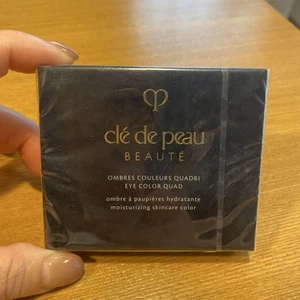 clé de peau
BEAUTÉ
OMBRES COULEURS QUADRI
EYE COLOR QUAD
ombre à paupières hydratante
moisturizing skincare color